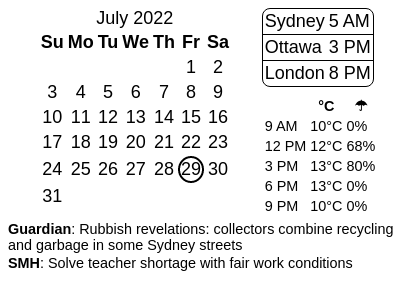 July 2022
Su Mo Tu We Th Fr Sa
1 2
3 4 5 6 7 8 9
10 11 12 13 14 15 16
17 18 19 20 21 22 23
24 25 26 27 28 29 30
31
Sydney 5 AM
Ottawa 3 PM
London 8 PM
°C ☂
9 AM 10°C 0%
12 PM 12°C 68%
3 PM 13°C 80%
6 PM 13°C 0%
9 PM 10°C 0%
Guardian: Rubbish revelations: collectors combine recycling
and garbage in some Sydney streets
SMH: Solve teacher shortage with fair work conditions